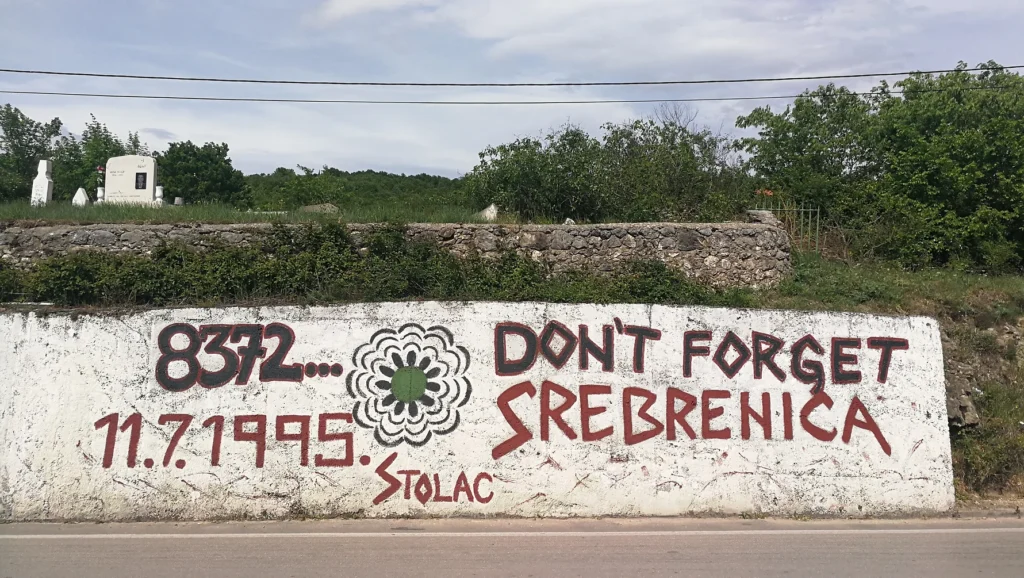 8372...
11.7.1995.
STOLAC
DON'T FORGET
SREBRENICA